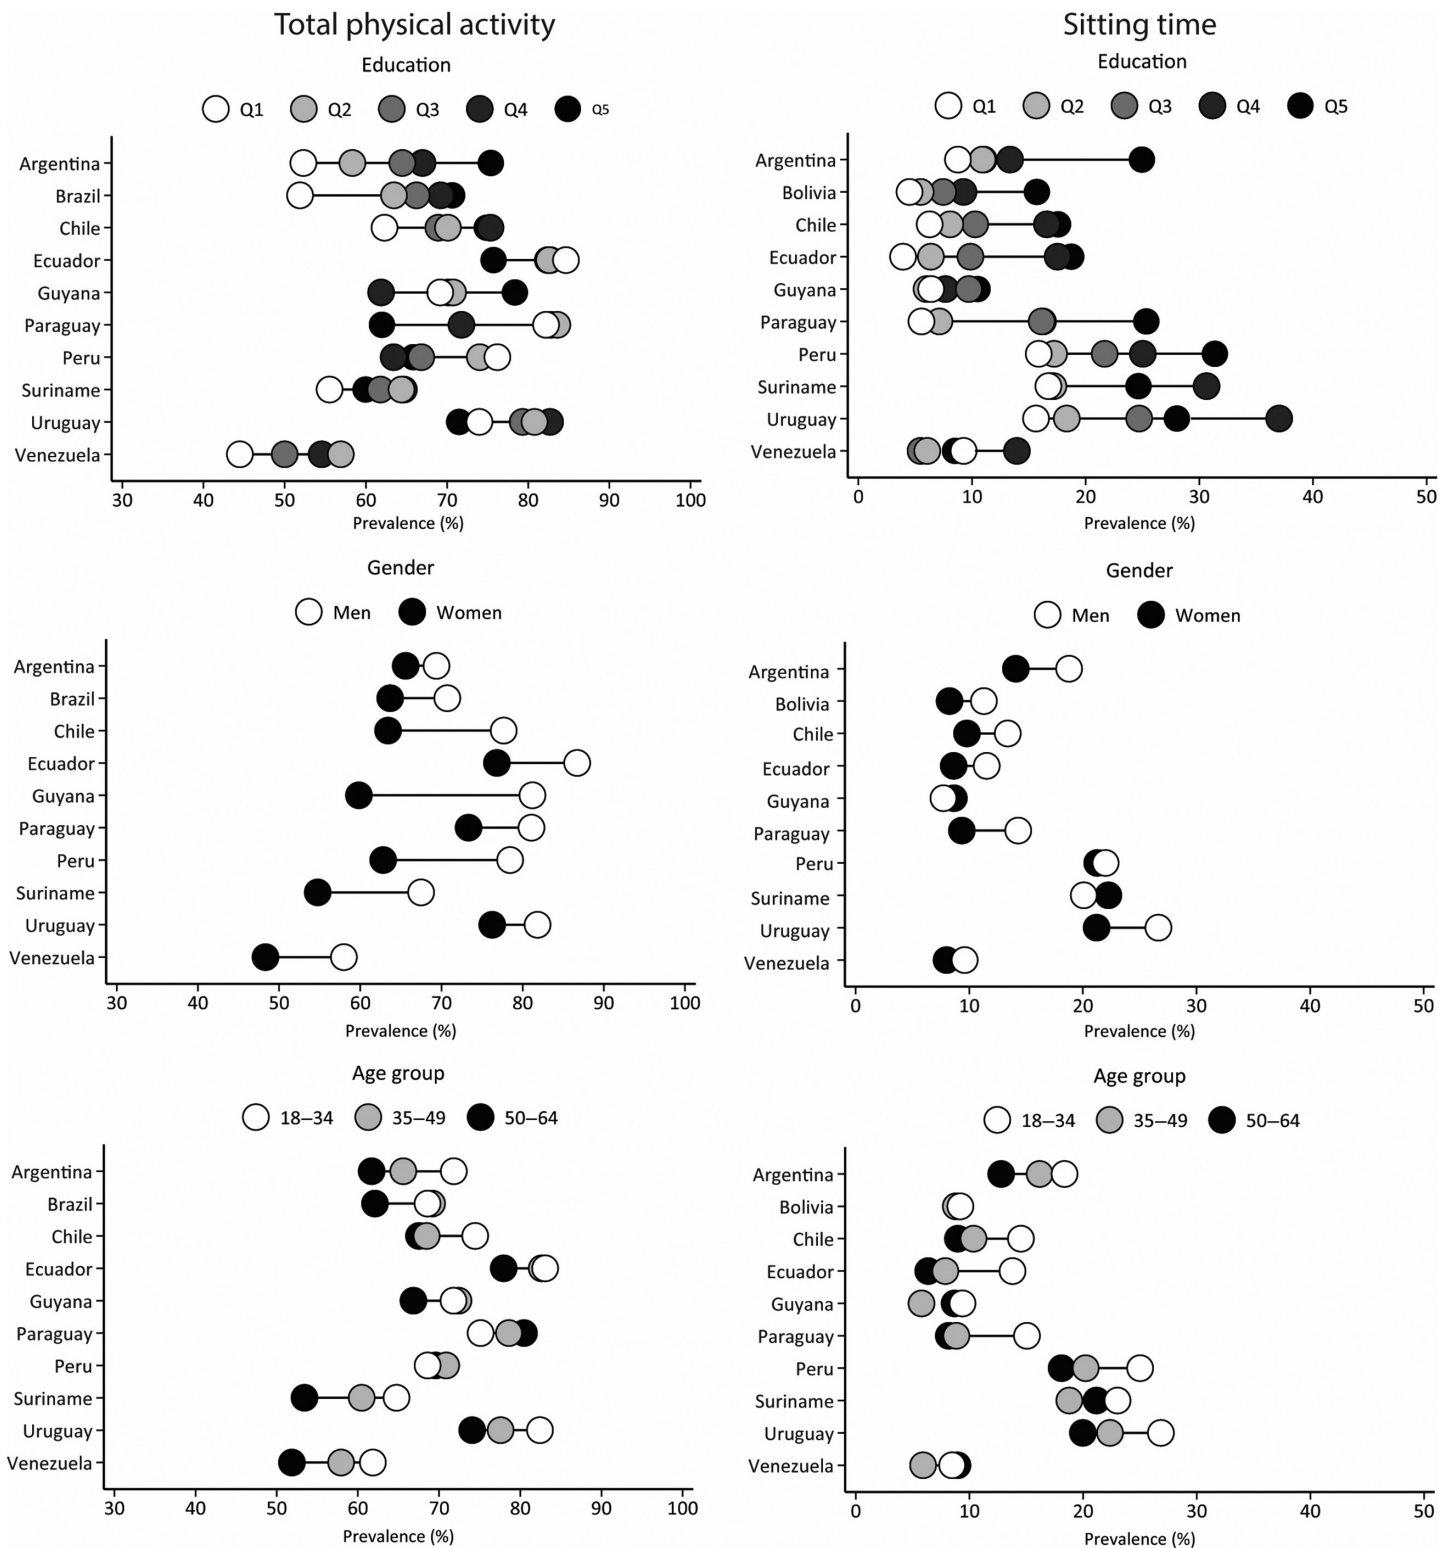 Total physical activity
Education
Q1 Q2 Q3 Q4 Q5
Argentina
Brazil
Chile
Ecuador
Guyana
Paraguay
Peru
Suriname
Uruguay
Venezuela
30 40 50 60 70 80 90 100
Prevalence (%)
Sitting time
Education
Q1 Q2 Q3 Q4 Q5
Argentina
Bolivia
Chile
Ecuador
Guyana
Paraguay
Peru
Suriname
Uruguay
Venezuela
0 10 20 30 40 50
Prevalence (%)
Gender
Men Women
Argentina
Brazil
Chile
Ecuador
Guyana
Paraguay
Peru
Suriname
Uruguay
Venezuela
30 40 50 60 70 80 90 100
Prevalence (%)
Gender
Men Women
Argentina
Bolivia
Chile
Ecuador
Guyana
Paraguay
Peru
Suriname
Uruguay
Venezuela
0 10 20 30 40 50
Prevalence (%)
Age group
18–34 35–49 50–64
Argentina
Brazil
Chile
Ecuador
Guyana
Paraguay
Peru
Suriname
Uruguay
Venezuela
30 40 50 60 70 80 90 100
Prevalence (%)
Age group
18–34 35–49 50–64
Argentina
Bolivia
Chile
Ecuador
Guyana
Paraguay
Peru
Suriname
Uruguay
Venezuela
0 10 20 30 40 50
Prevalence (%)